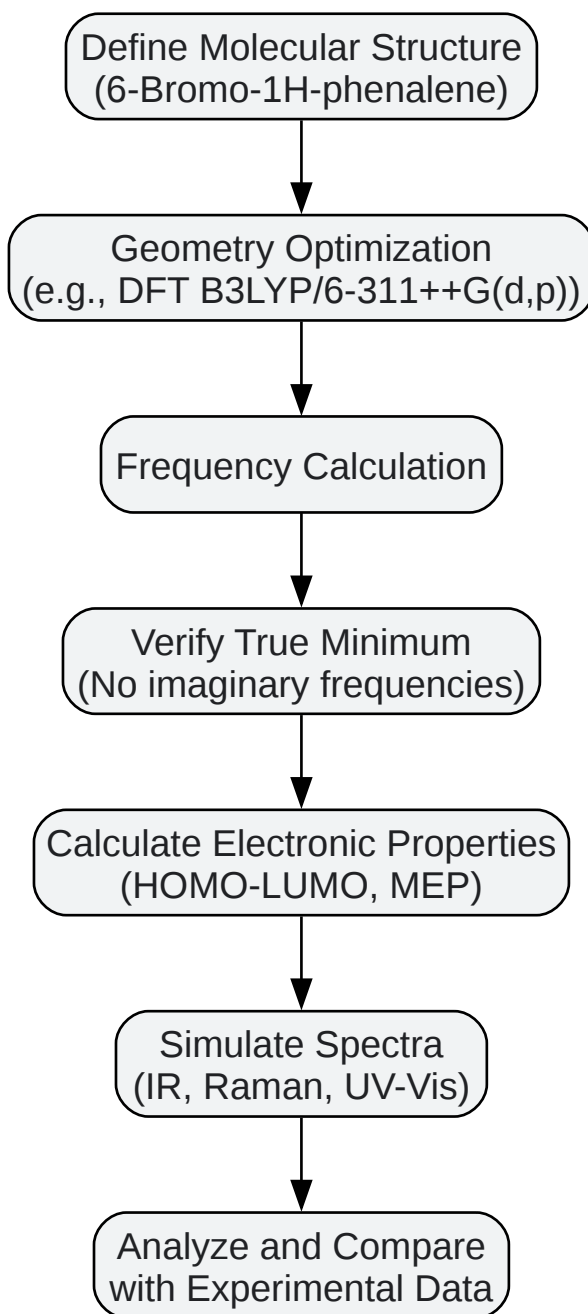 Define Molecular Structure
(6-Bromo-1H-phenalene)
Geometry Optimization
(e.g., DFT B3LYP/6-311++G(d,p))
Frequency Calculation
Verify True Minimum
(No imaginary frequencies)
Calculate Electronic Properties
(HOMO-LUMO, MEP)
Simulate Spectra
(IR, Raman, UV-Vis)
Analyze and Compare
with Experimental Data